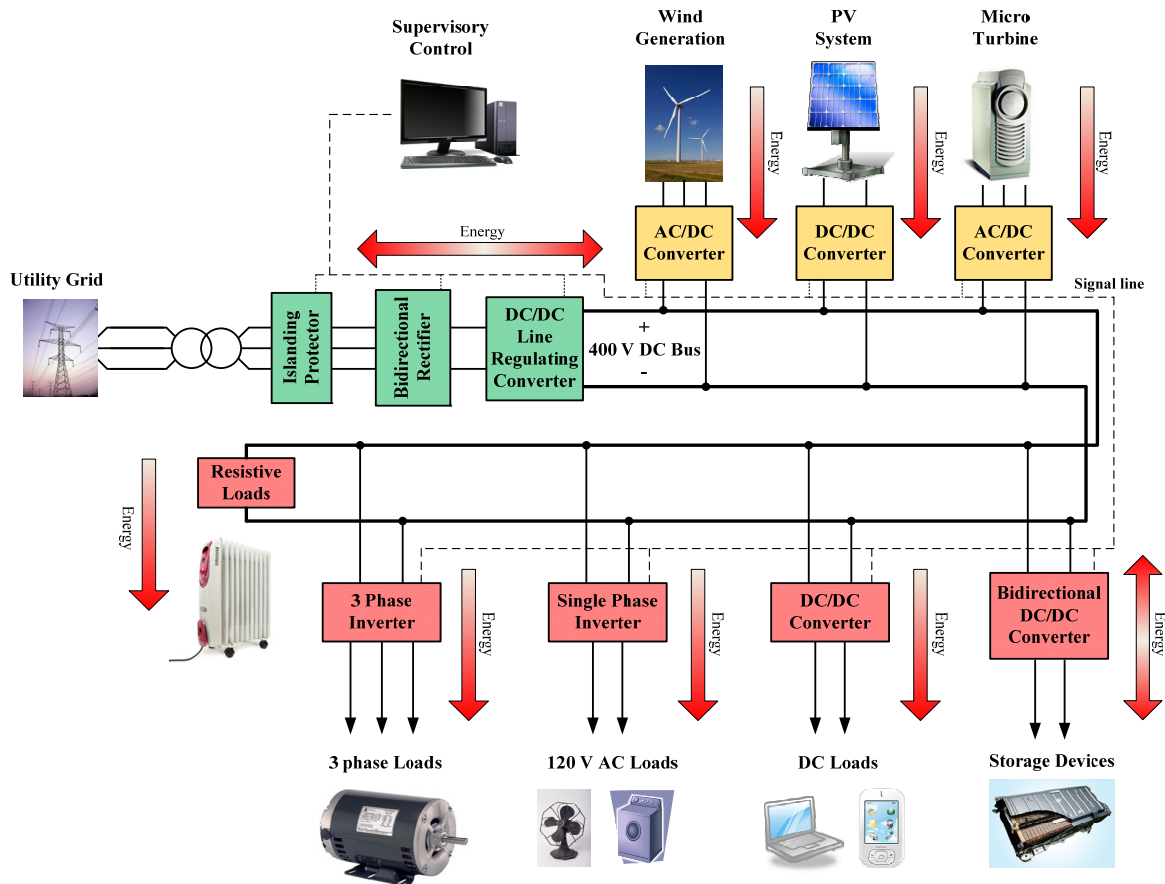 Supervisory
Control
Wind
Generation
PV
System
Micro
Turbine
Energy
Energy
Energy
AC/DC
Converter
DC/DC
Converter
AC/DC
Converter
Energy
Utility Grid
Signal line
Islanding
Protector
Bidirectional
Rectifier
DC/DC
Line
Regulating
Converter
+
400 V DC Bus
-
Resistive
Loads
Energy
3 Phase
Inverter
Energy
Single Phase
Inverter
Energy
DC/DC
Converter
Energy
Bidirectional
DC/DC
Converter
Energy
3 phase Loads
120 V AC Loads
DC Loads
Storage Devices